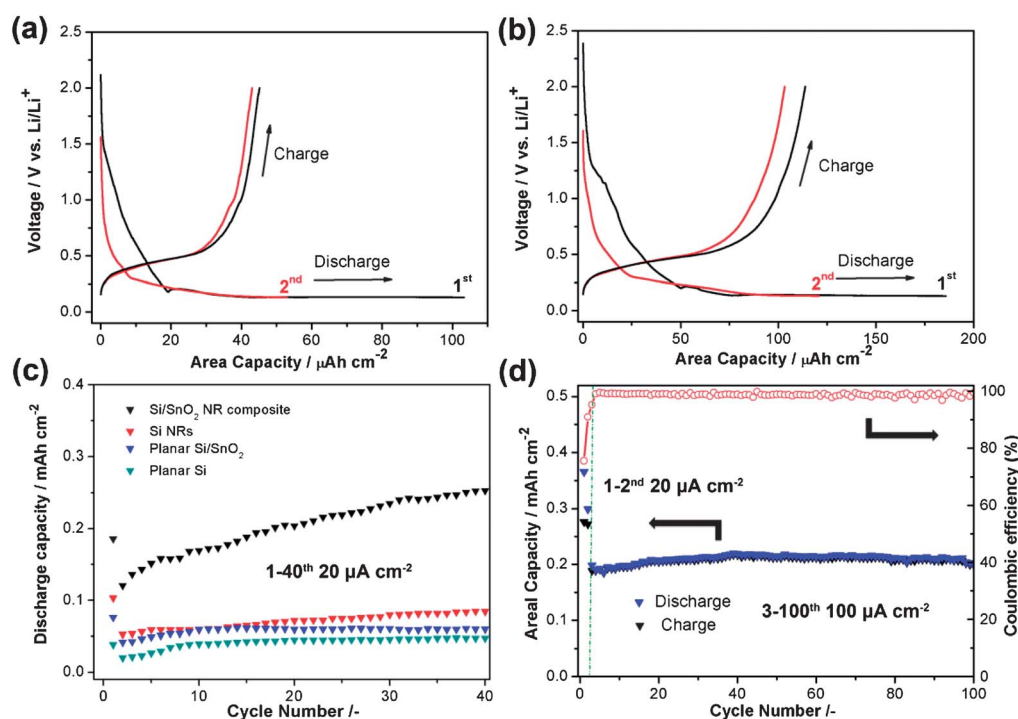 (a)
2.5
2.0
1.5
1.0
0.5
0.0
Voltage / V vs. Li/Li⁺
Charge
Discharge
2ⁿᵈ
1ˢᵗ
0 20 40 60 80 100
Area Capacity / µAh cm⁻²
(b)
2.5
2.0
1.5
1.0
0.5
0.0
Voltage / V vs. Li/Li⁺
Charge
Discharge
2ⁿᵈ
1ˢᵗ
0 50 100 150 200
Area Capacity / µAh cm⁻²
(c)
0.4
0.3
0.2
0.1
0.0
Discharge capacity / mAh cm⁻²
Si/SnO₂ NR composite
Si NRs
Planar Si/SnO₂
Planar Si
1-40ᵗʰ 20 µA cm⁻²
0 10 20 30 40
Cycle Number /-
(d)
0.5
0.4
0.3
0.2
0.1
0.0
Areal Capacity / mAh cm⁻²
1-2ⁿᵈ 20 µA cm⁻²
Discharge
Charge
3-100ᵗʰ 100 µA cm⁻²
100
80
60
40
20
0
Coulombic efficiency (%)
0 20 40 60 80 100
Cycle Number /-